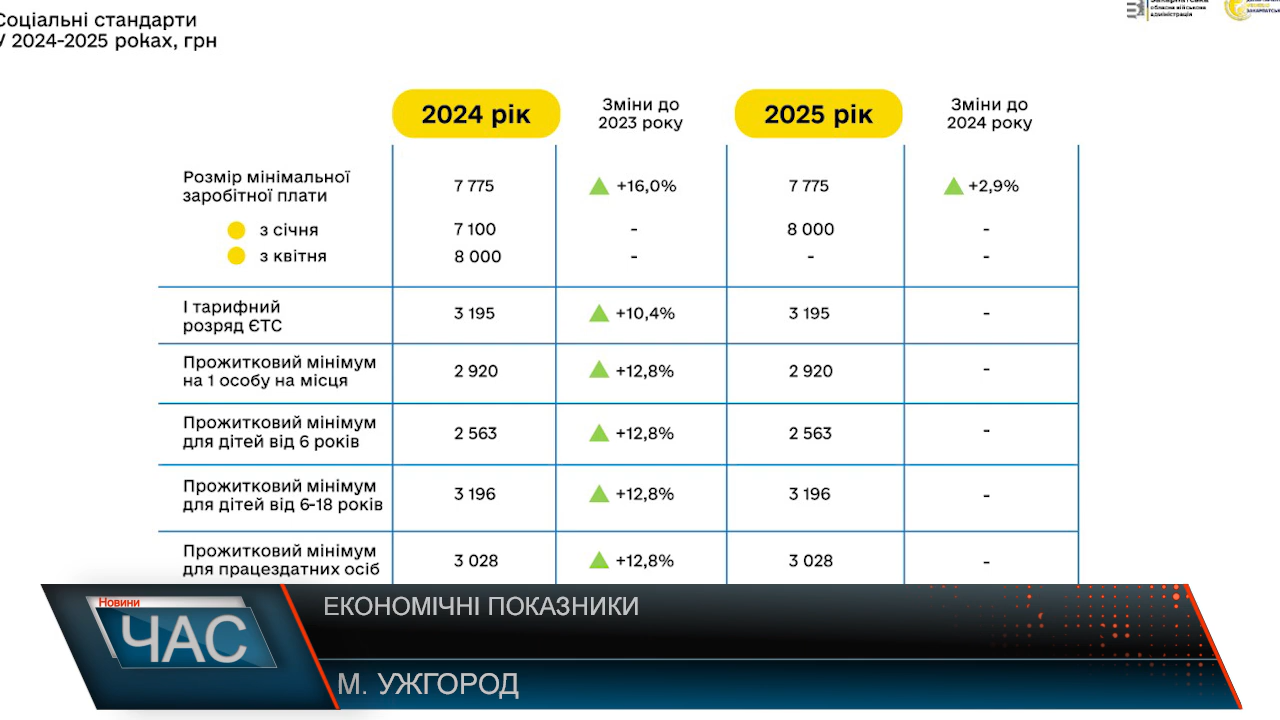 Соціальні стандарти
У 2024-2025 роках, грн
обласна військова
адміністрація
2024 рік
Зміни до
2023 року
2025 рік
Зміни до
2024 року
Розмір мінімальної
заробітної плати
7 775
+16,0%
7 775
+2,9%
з січня
7 100
-
8 000
-
з квітня
8 000
-
-
-
І тарифний
розряд ЄТС
3 195
+10,4%
3 195
-
Прожитковий мінімум
на 1 особу на місця
2 920
+12,8%
2 920
-
Прожитковий мінімум
для дітей від 6 років
2 563
+12,8%
2 563
-
Прожитковий мінімум
для дітей від 6-18 років
3 196
+12,8%
3 196
-
Прожитковий мінімум
для працездатних осіб
3 028
+12,8%
3 028
-
Новини
ЧАС
ЕКОНОМІЧНІ ПОКАЗНИКИ
М. УЖГОРОД